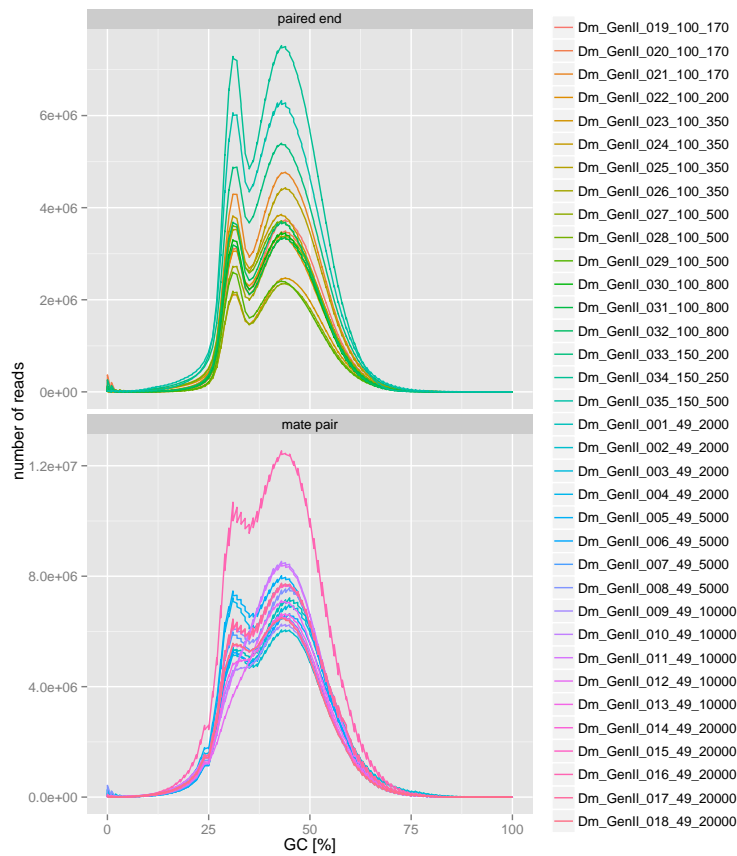 paired end
6e+06
4e+06
2e+06
0e+00
number of reads
mate pair
1.2e+07
8.0e+06
4.0e+06
0.0e+00
0
25
50
75
100
GC [%]
Dm_GenII_019_100_170
Dm_GenII_020_100_170
Dm_GenII_021_100_170
Dm_GenII_022_100_200
Dm_GenII_023_100_350
Dm_GenII_024_100_350
Dm_GenII_025_100_350
Dm_GenII_026_100_350
Dm_GenII_027_100_500
Dm_GenII_028_100_500
Dm_GenII_029_100_500
Dm_GenII_030_100_800
Dm_GenII_031_100_800
Dm_GenII_032_100_800
Dm_GenII_033_150_200
Dm_GenII_034_150_250
Dm_GenII_035_150_500
Dm_GenII_001_49_2000
Dm_GenII_002_49_2000
Dm_GenII_003_49_2000
Dm_GenII_004_49_2000
Dm_GenII_005_49_5000
Dm_GenII_006_49_5000
Dm_GenII_007_49_5000
Dm_GenII_008_49_5000
Dm_GenII_009_49_10000
Dm_GenII_010_49_10000
Dm_GenII_011_49_10000
Dm_GenII_012_49_10000
Dm_GenII_013_49_10000
Dm_GenII_014_49_20000
Dm_GenII_015_49_20000
Dm_GenII_016_49_20000
Dm_GenII_017_49_20000
Dm_GenII_018_49_20000